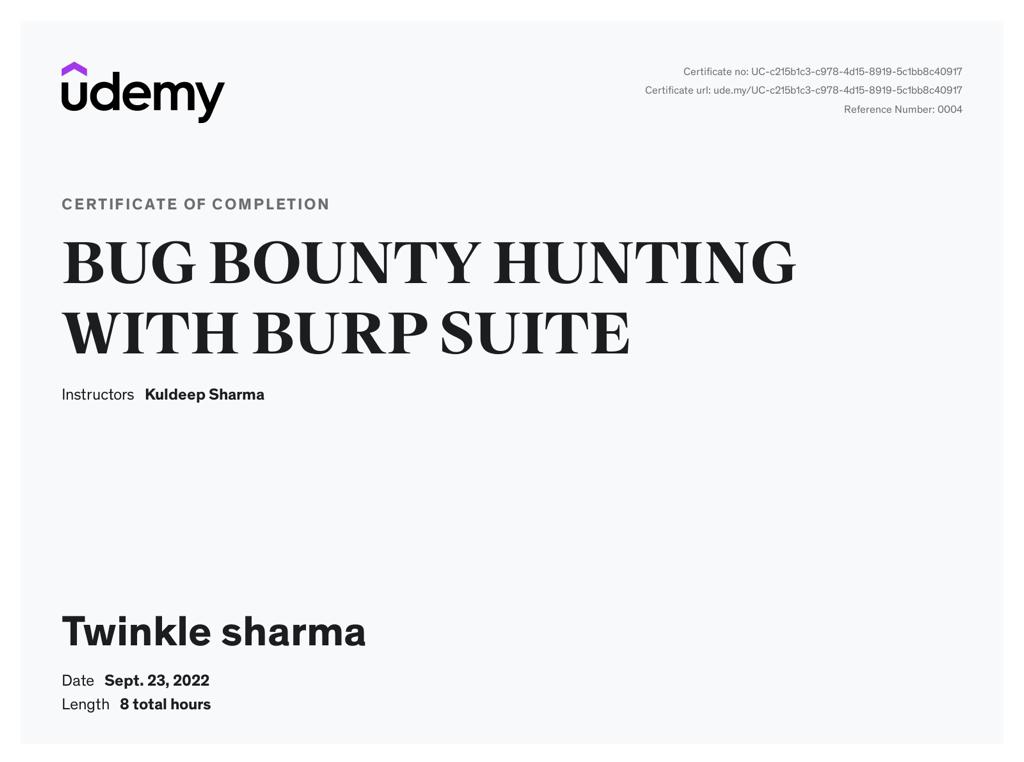 udemy
Certificate no: UC-c215b1c3-c978-4d15-8919-5c1bb8c40917
Certificate url: ude.my/UC-c215b1c3-c978-4d15-8919-5c1bb8c40917
Reference Number: 0004
CERTIFICATE OF COMPLETION
BUG BOUNTY HUNTING
WITH BURP SUITE
Instructors Kuldeep Sharma
Twinkle sharma
Date Sept. 23, 2022
Length 8 total hours